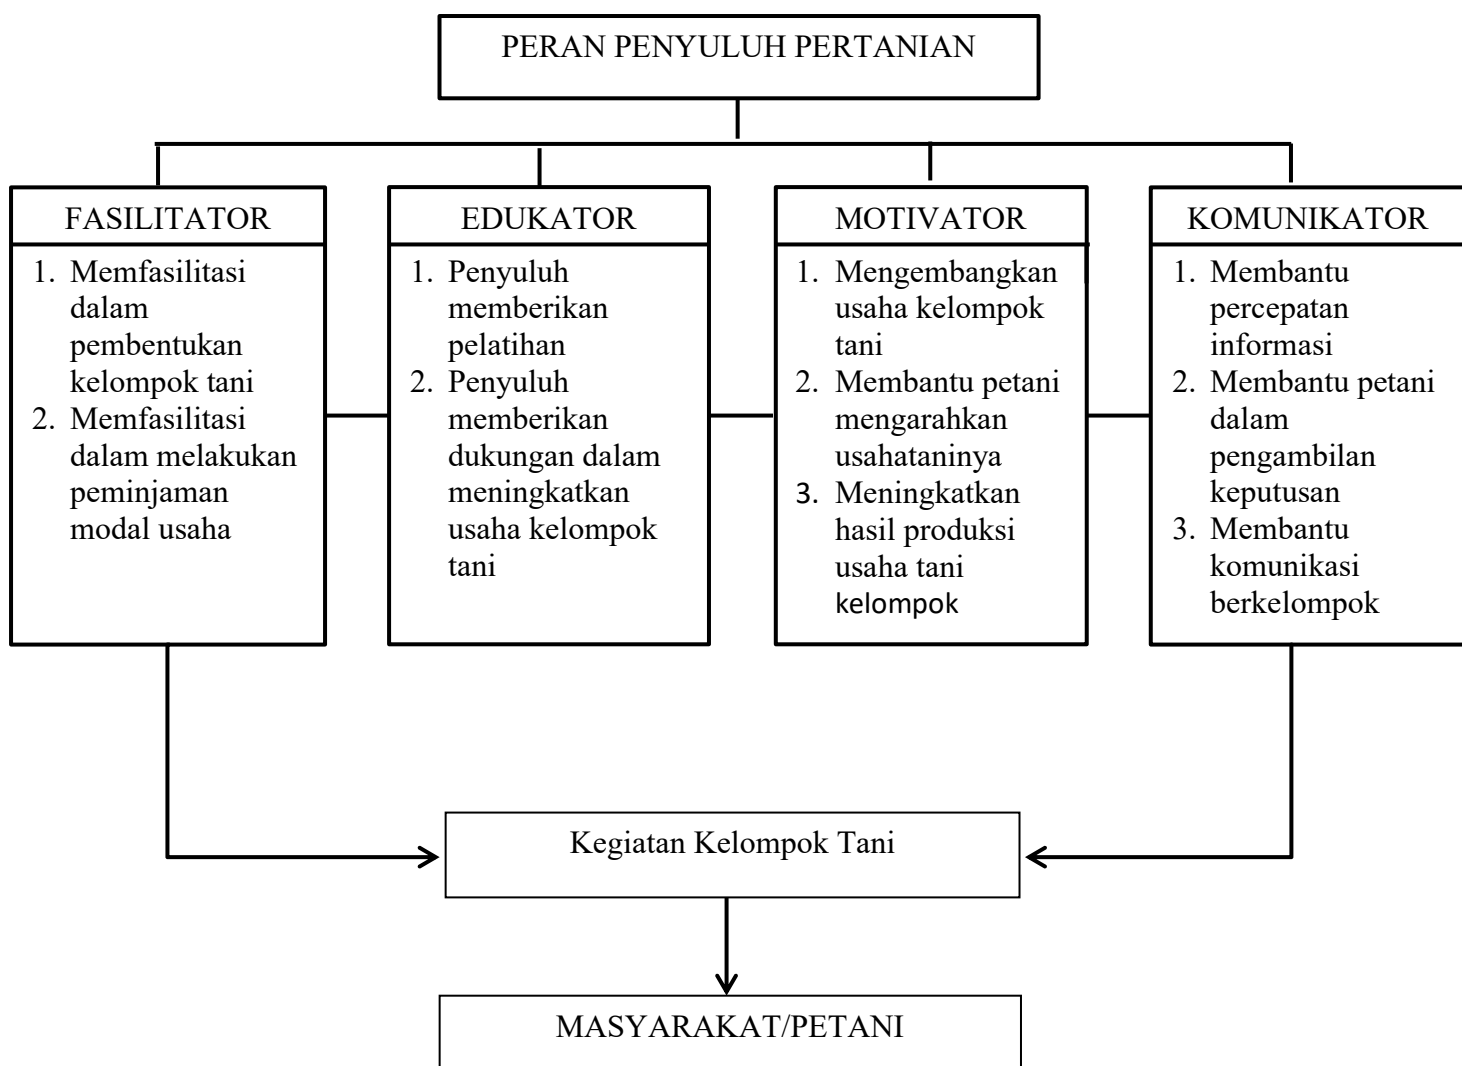 PERAN PENYULUH PERTANIAN
FASILITATOR
1. Memfasilitasi
dalam
pembentukan
kelompok tani
2. Memfasilitasi
dalam melakukan
peminjaman
modal usaha
EDUKATOR
1. Penyuluh
memberikan
pelatihan
2. Penyuluh
memberikan
dukungan dalam
meningkatkan
usaha kelompok
tani
MOTIVATOR
1. Mengembangkan
usaha kelompok
tani
2. Membantu petani
mengarahkan
usahataninya
3. Meningkatkan
hasil produksi
usaha tani
kelompok
KOMUNIKATOR
1. Membantu
percepatan
informasi
2. Membantu petani
dalam
pengambilan
keputusan
3. Membantu
komunikasi
berkelompok
Kegiatan Kelompok Tani
MASYARAKAT/PETANI